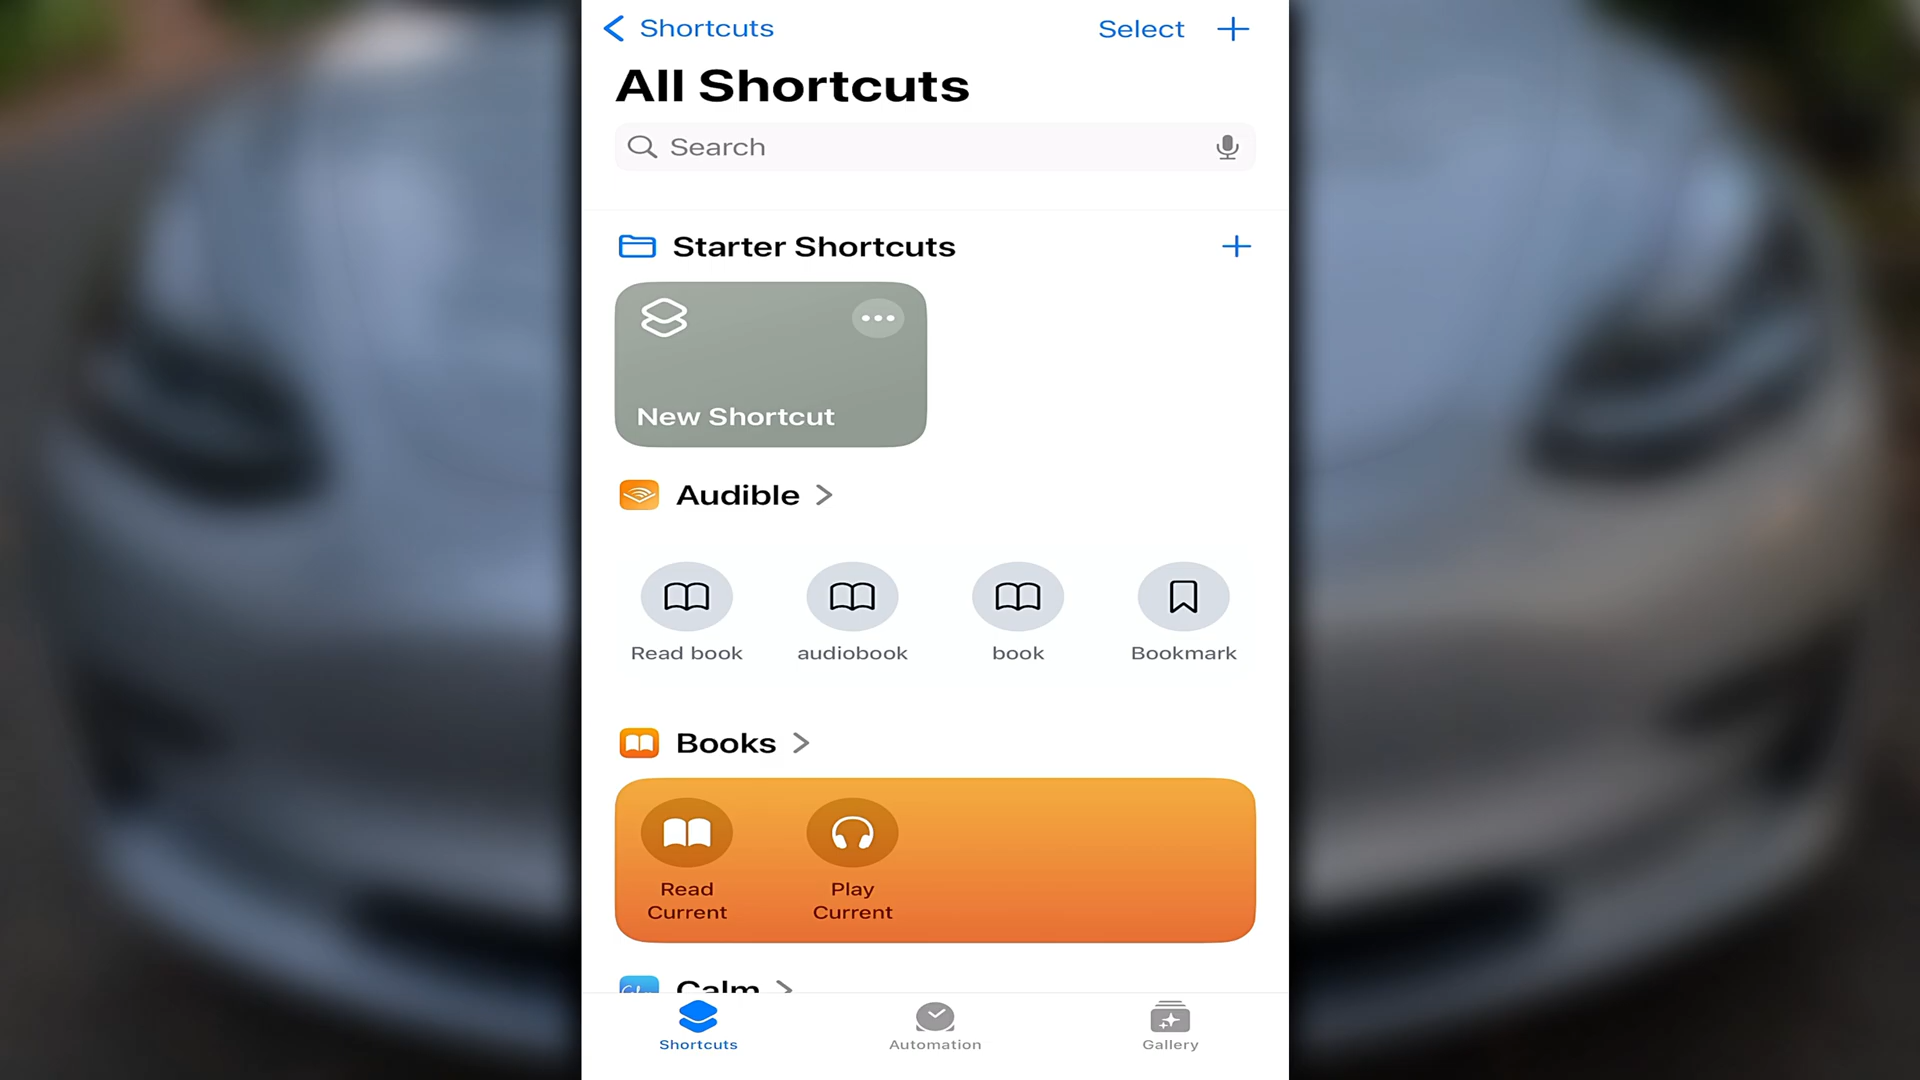 Shortcuts
Select
All Shortcuts
Search
Starter Shortcuts
New Shortcut
Audible
Read book
audiobook
book
Bookmark
Books
Read
Current
Play
Current
Calm
Shortcuts
Automation
Gallery